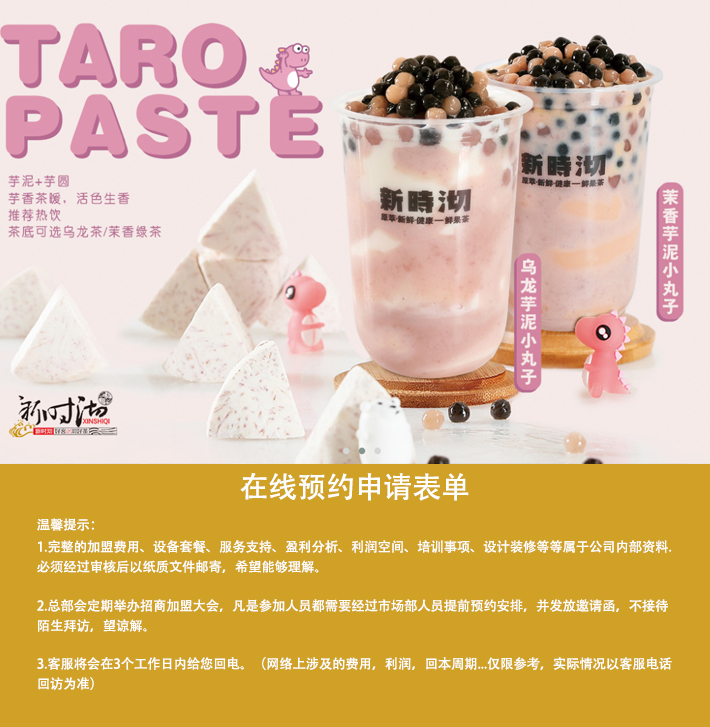 TARO
PASTE
芋泥+芋圆
芋香茶暖、活色生香
推荐热饮
茶底可选乌龙茶/茉香绿茶
新時沏
原萃·新鲜·健康一鲜果茶
新時沏
原萃·新鲜·健康一鲜果茶
茉香芋泥小丸子
乌龙芋泥小丸子
新时沏
XINSHIQI
在线预约申请表单
温馨提示：
1.完整的加盟费用、设备套餐、服务支持、盈利分析、利润空间、培训事项、设计装修等等属于公司内部资料.
必须经过审核后以纸质文件邮寄，希望能够理解。
2.总部会定期举办招商加盟大会，凡是参加人员都需要经过市场部人员提前预约安排，并发放邀请函，不接待
陌生拜访，望谅解。
3.客服将会在3个工作日内给您回电。（网络上涉及的费用，利润，回本周期...仅限参考，实际情况以客服电话
回访为准）